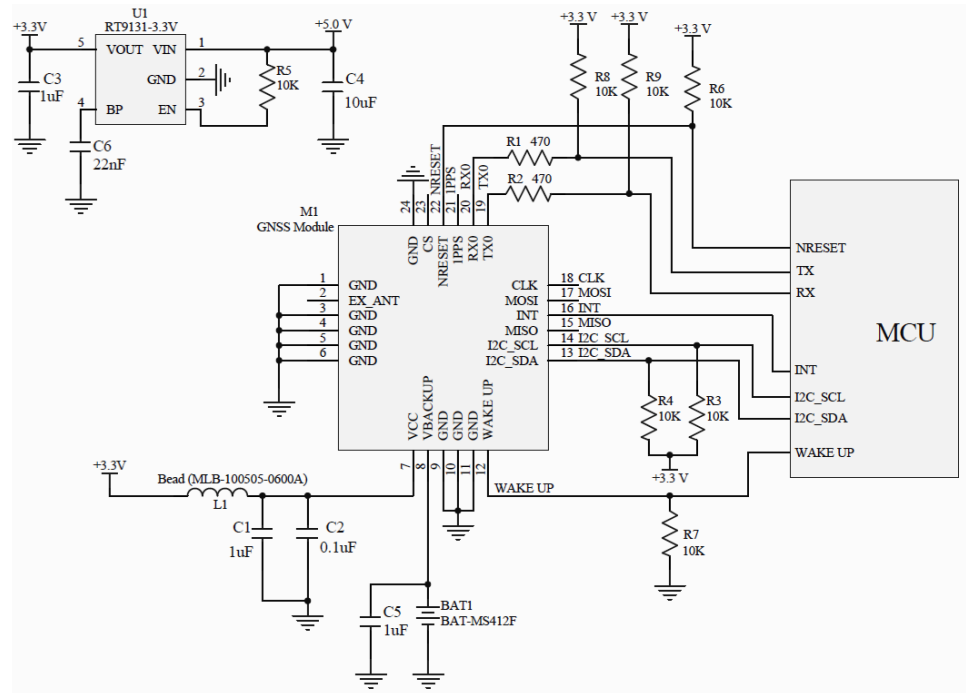 U1
RT9131-3.3V
+3.3V
+5.0 V
5 VOUT VIN 1
GND 2
4 BP EN 3
C3
1uF
R5
10K
C4
10uF
C6
22nF
+3.3 V
+3.3 V
+3.3 V
R8
10K
R9
10K
R6
10K
R1 470
R2 470
NRESET
1PPS
RX0
TX0
24
23
22
21
20
19
M1
GNSS Module
GND
CS
NRESET
1PPS
RX0
TX0
1 GND
2 EX_ANT
3 GND
4 GND
5 GND
6 GND
CLK 18 CLK
MOSI 17 MOSI
INT 16 INT
MISO 15 MISO
I2C_SCL 14 I2C_SCL
I2C_SDA 13 I2C_SDA
VCC
VBACKUP
GND
GND
GND
WAKE UP
7
8
9
10
11
12
NRESET
TX
RX
MCU
INT
I2C_SCL
I2C_SDA
WAKE UP
R4
10K
R3
10K
+3.3 V
WAKE UP
R7
10K
+3.3V
Bead (MLB-100505-0600A)
L1
C1
1uF
C2
0.1uF
C5
1uF
BAT1
BAT-MS412F